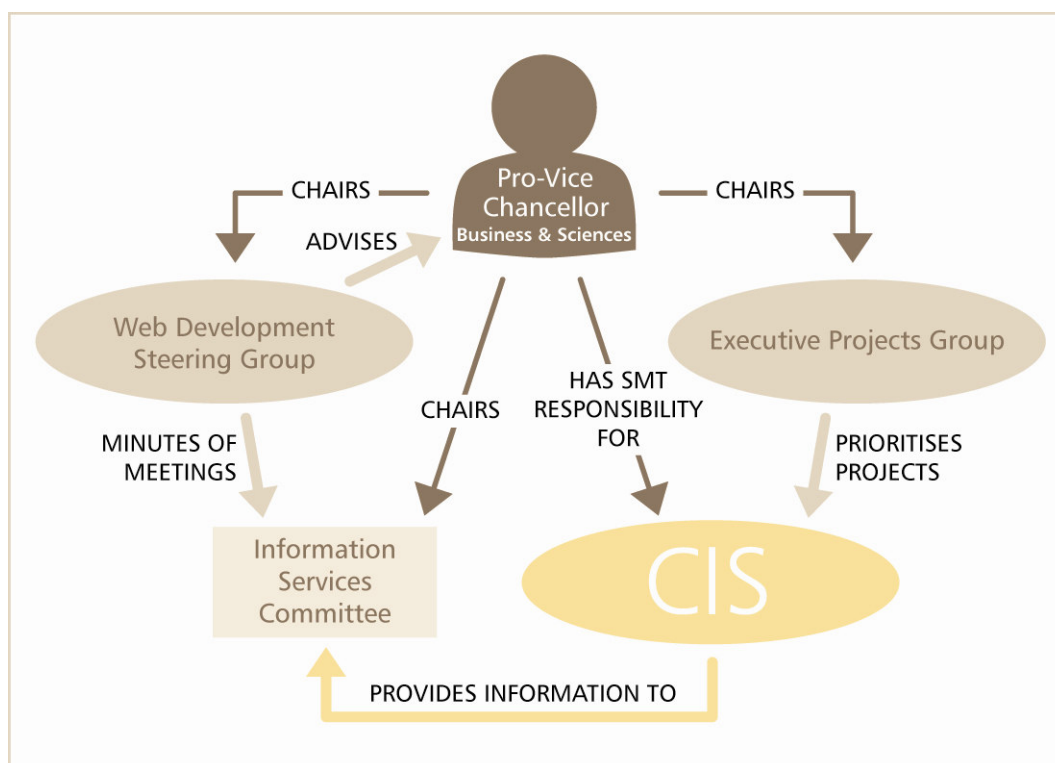 Pro-Vice
Chancellor
Business & Sciences
CHAIRS
CHAIRS
ADVISES
Web Development
Steering Group
Executive Projects Group
CHAIRS
HAS SMT
RESPONSIBILITY
FOR
MINUTES OF
MEETINGS
PRIORITISES
PROJECTS
Information
Services
Committee
CIS
PROVIDES INFORMATION TO